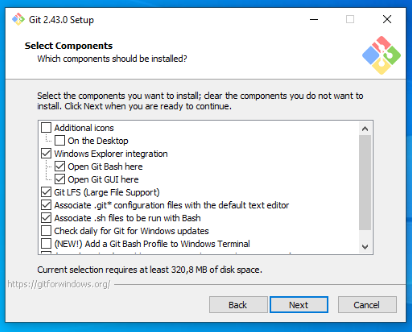 Git 2.43.0 Setup
Select Components
Which components should be installed?
Select the components you want to install; clear the components you do not want to
install. Click Next when you are ready to continue.
Additional icons
On the Desktop
Windows Explorer integration
Open Git Bash here
Open Git GUI here
Git LFS (Large File Support)
Associate .git* configuration files with the default text editor
Associate .sh files to be run with Bash
Check daily for Git for Windows updates
(NEW!) Add a Git Bash Profile to Windows Terminal
Current selection requires at least 320,8 MB of disk space.
https://gitforwindows.org/
Back
Next
Cancel